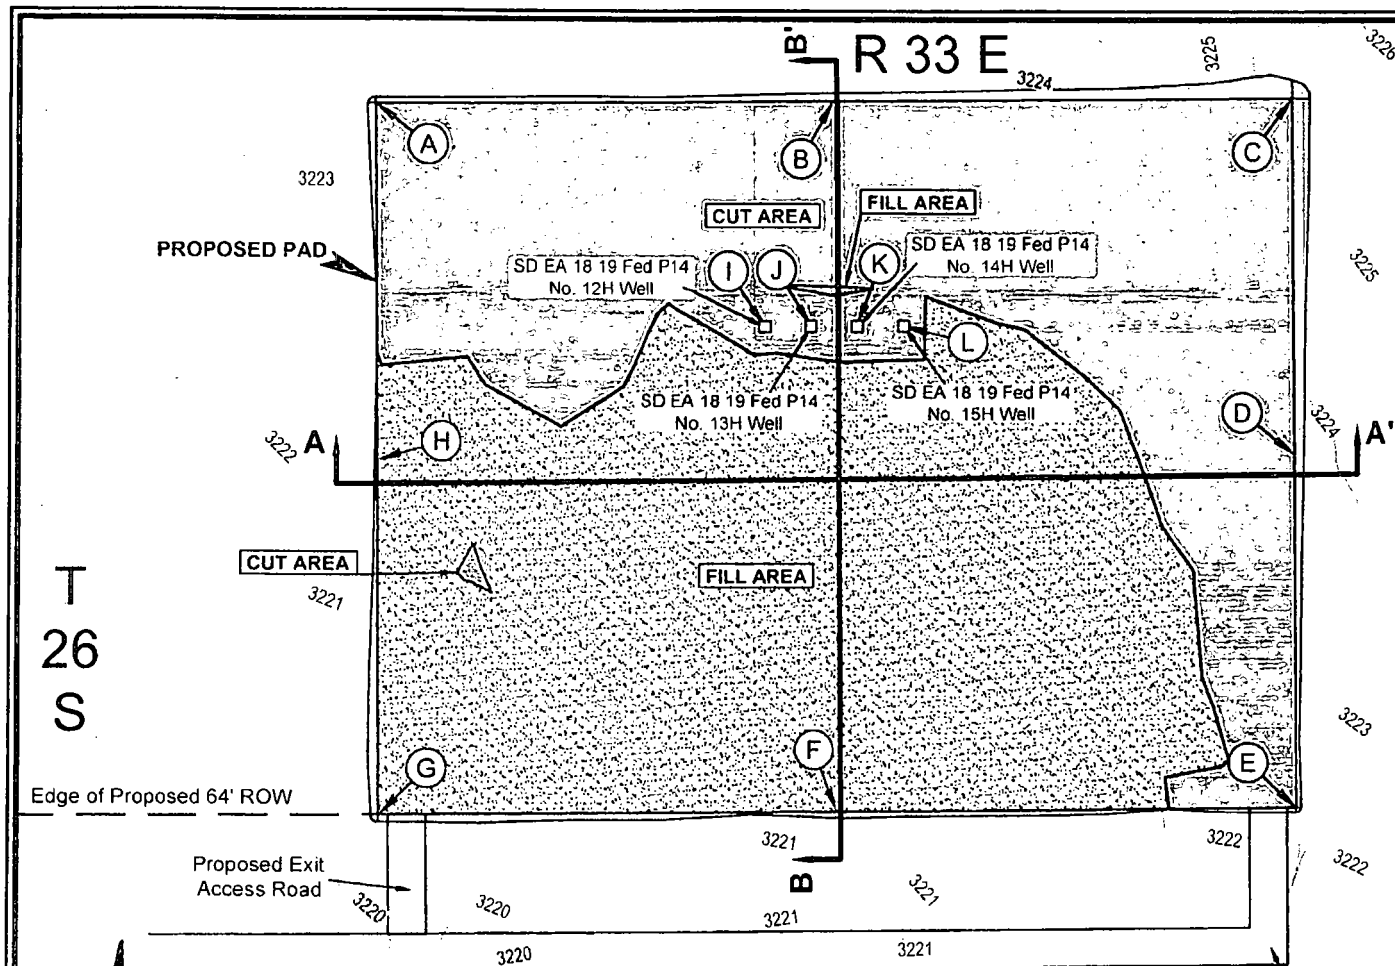 B'
R 33 E
3224
3225
3226
A
B
C
3223
CUT AREA
FILL AREA
PROPOSED PAD
SD EA 18 19 Fed P14
No. 12H Well
I
J
K
SD EA 18 19 Fed P14
No. 14H Well
3225
L
SD EA 18 19 Fed P14
No. 13H Well
SD EA 18 19 Fed P14
No. 15H Well
D
3224
3222
A
H
A'
CUT AREA
3221
FILL AREA
T
26
S
3223
G
F
E
Edge of Proposed 64' ROW
3221
3222
3222
Proposed Exit
Access Road
B
3220
3220
3221
3221
3220
3221